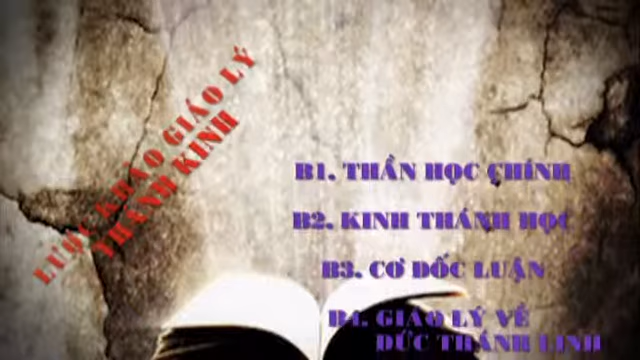 LƯỢC KHẢO GIÁO LÝ
THÁNH KINH
B1. THẦN HỌC CHÍNH
B2. KINH THÁNH HỌC
B3. CƠ ĐỐC LUẬN
B4. GIÁO LÝ VỀ
ĐỨC THÁNH LINH